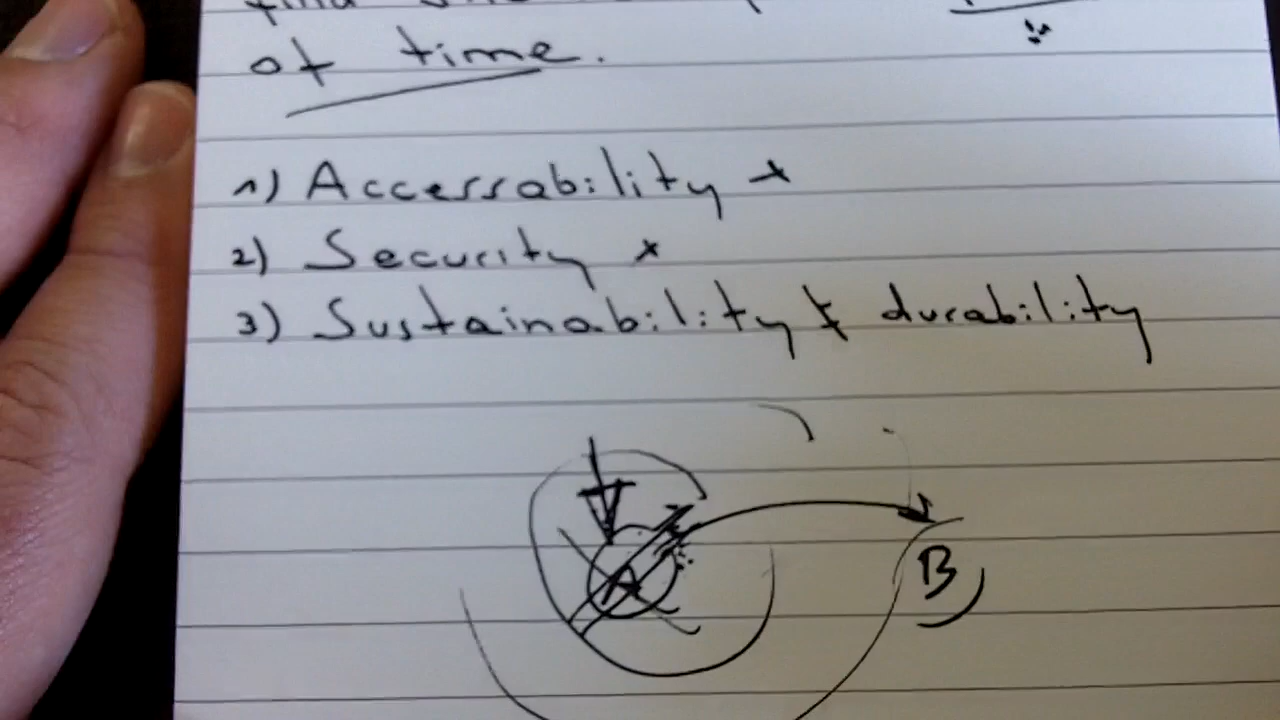 of time.
1) Accessability *
2) Security *
3) Sustainability & durability
A
B